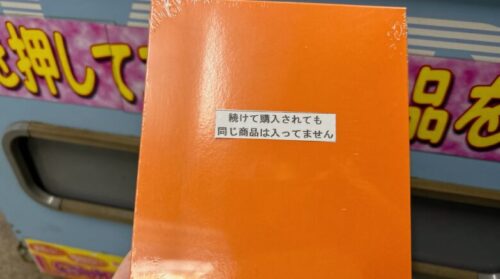 を押して
続けて購入されても
同じ商品は入ってません
品を